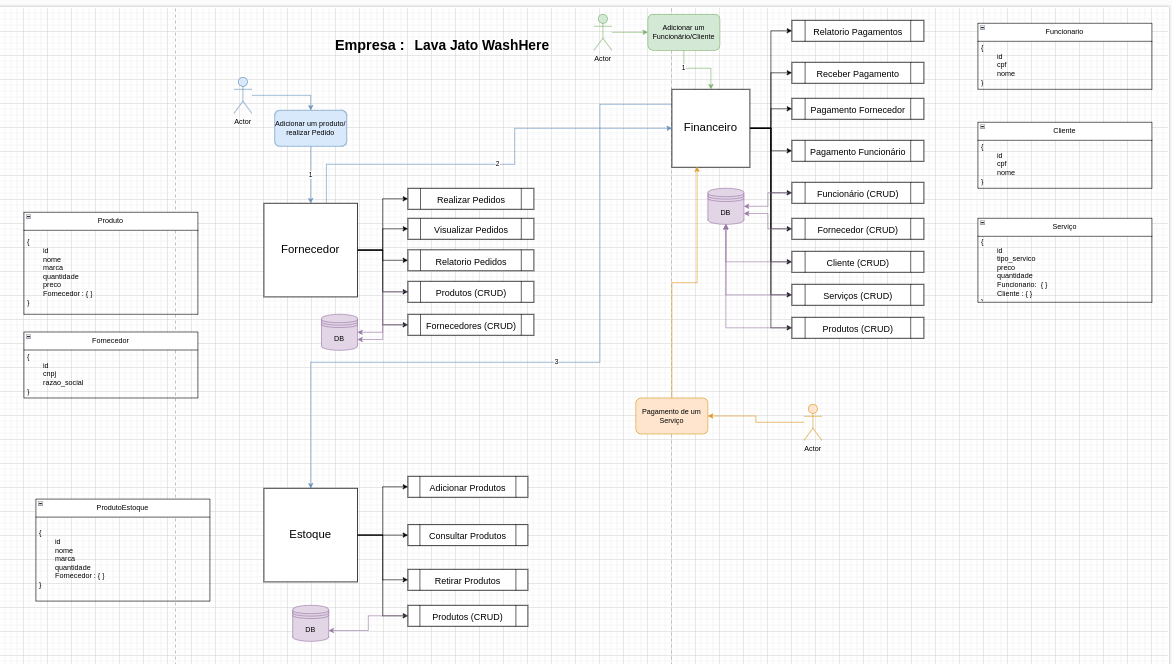 Empresa : Lava Jato WashHere
Actor
Adicionar um produto/
realizar Pedido
1
2
Actor
Adicionar um
Funcionário/Cliente
1
Financeiro
DB
Relatorio Pagamentos
Receber Pagamento
Pagamento Fornecedor
Pagamento Funcionário
Funcionário (CRUD)
Fornecedor (CRUD)
Cliente (CRUD)
Serviços (CRUD)
Produtos (CRUD)
Funcionario
{
id
cpf
nome
}
Cliente
{
id
cpf
nome
}
Serviço
{
id
tipo_servico
preco
quantidade
Funcionario: { }
Cliente : { }
Produto
{
id
nome
marca
quantidade
preco
Fornecedor : { }
}
Fornecedor
{
id
cnpj
razao_social
}
Fornecedor
Realizar Pedidos
Visualizar Pedidos
Relatorio Pedidos
Produtos (CRUD)
Fornecedores (CRUD)
DB
3
Pagamento de um
Serviço
Actor
ProdutoEstoque
{
id
nome
marca
quantidade
Fornecedor : { }
}
Estoque
Adicionar Produtos
Consultar Produtos
Retirar Produtos
Produtos (CRUD)
DB